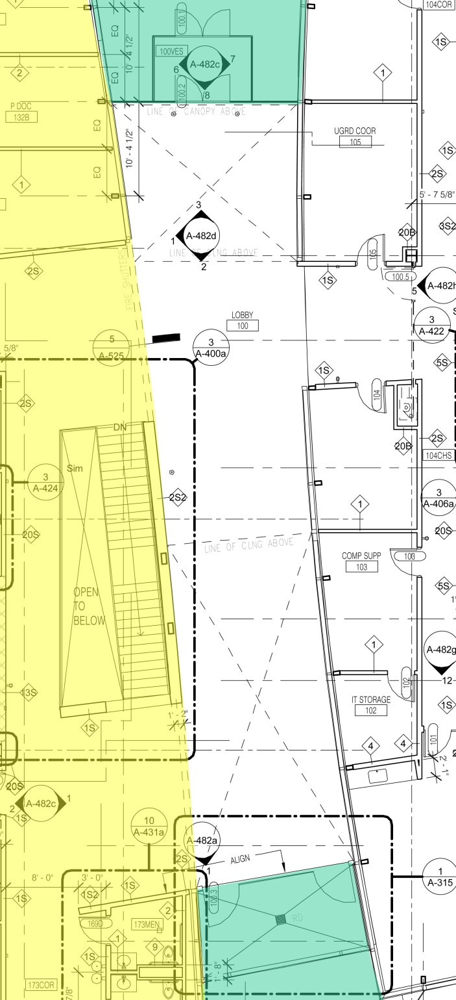 104COR
1
EQ
100.1
1S
10' - 4 1/2"
100VES
7
A-482c
6
2
1
EQ
100.2
8
P DOC
132B
LINE OF CANOPY ABOVE
EQ
UGRD COOR
105
10' - 4 1/2"
1S
1
EQ
2S
5' - 7 5/8"
3
3S2
20B
1
A-482d
LINE OF CLNG ABOVE
105
2
2S
FIRE SHUTTERS
1S
100.5
A-482h
5
LOBBY
100
3
A-422
5
A-525
3
A-400a
5/8"
5S
1S
104
2S
DN
2S
20B
104CHS
Sim
3
A-424
2S2
3
A-406a
1
20S
20S
LINE OF CLNG ABOVE
COMP SUPP
103
103
OPEN
TO
BELOW
5S
1
A-482g
12
13S
102
IT STORAGE
102
1S
1' - 2"
1S
101
4
4
2' - 1"
20S
A-482c
1
2
1S
10
A-431a
A-482a
1
2S
ALIGN
1
A-315
8' - 0"
3' - 0"
1S
1S
1S2
100.3
2
169D
173MEN
RD
1
9
1S
1' - 8"
173COR
7/8"